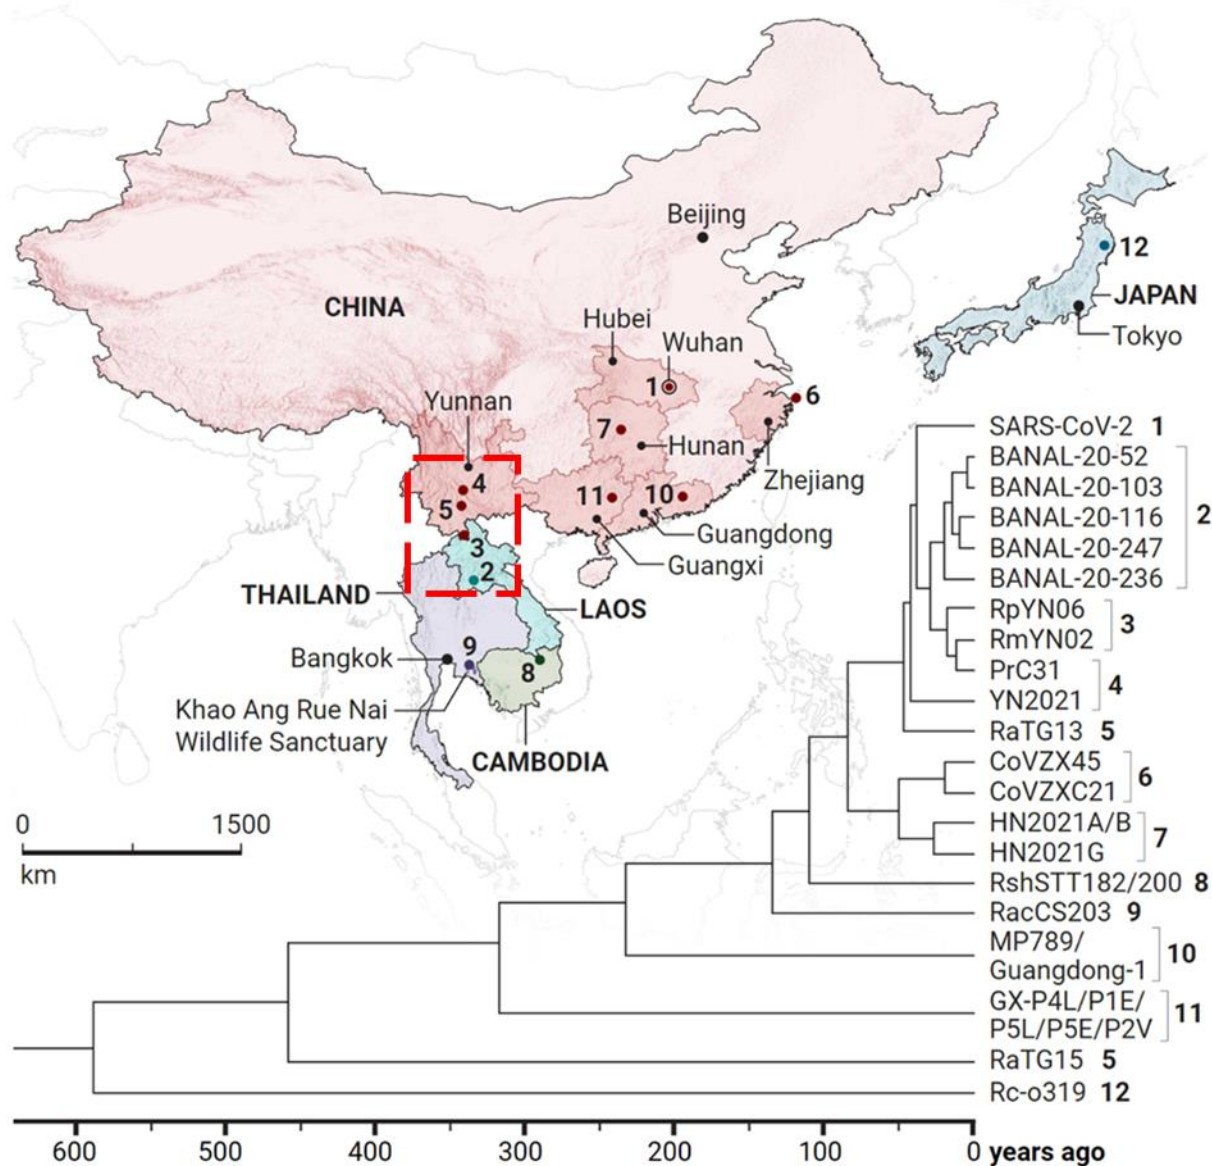 Beijing
12
CHINA
JAPAN
Hubei
Tokyo
Wuhan
1
6
Yunnan
7
Hunan
Zhejiang
4
11
10
5
Guangdong
3
Guangxi
2
THAILAND
LAOS
9
Bangkok
8
Khao Ang Rue Nai
Wildlife Sanctuary
CAMBODIA
0 1500
km
SARS-CoV-2 1
BANAL-20-52
BANAL-20-103
BANAL-20-116
2
BANAL-20-247
BANAL-20-236
RpYN06
3
RmYN02
PrC31
4
YN2021
RaTG13 5
CoVZX45
6
CoVZXC21
HN2021A/B
7
HN2021G
RshSTT182/200 8
RacCS203 9
MP789/
10
Guangdong-1
GX-P4L/P1E/
11
P5L/P5E/P2V
RaTG15 5
Rc-o319 12
600 500 400 300 200 100 0 years ago